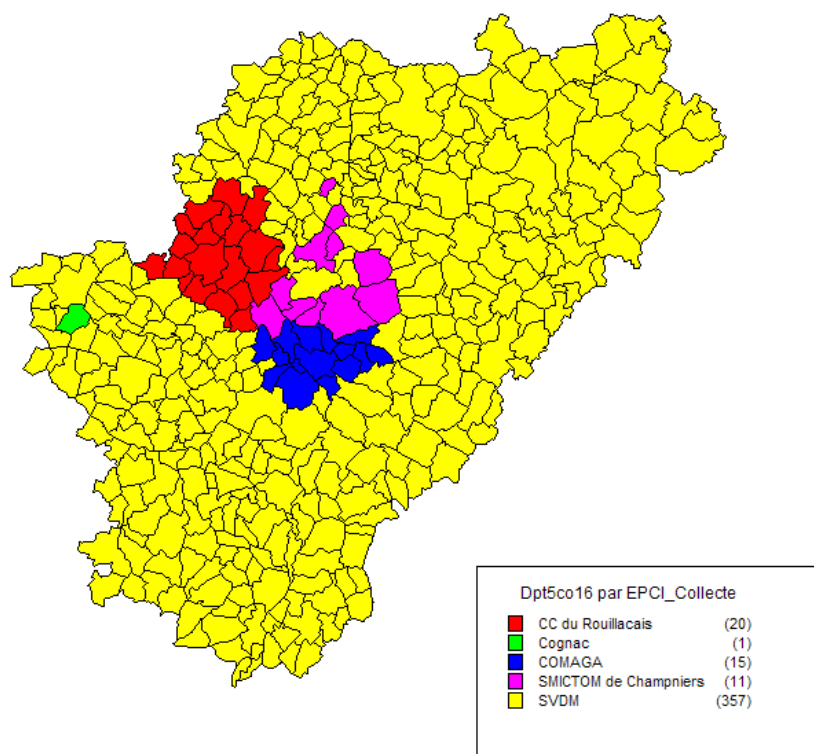 Dpt5co16 par EPCI_Collecte
CC du Rouillacais (20)
Cognac (1)
COMAGA (15)
SMICTOM de Champniers (11)
SVDM (357)